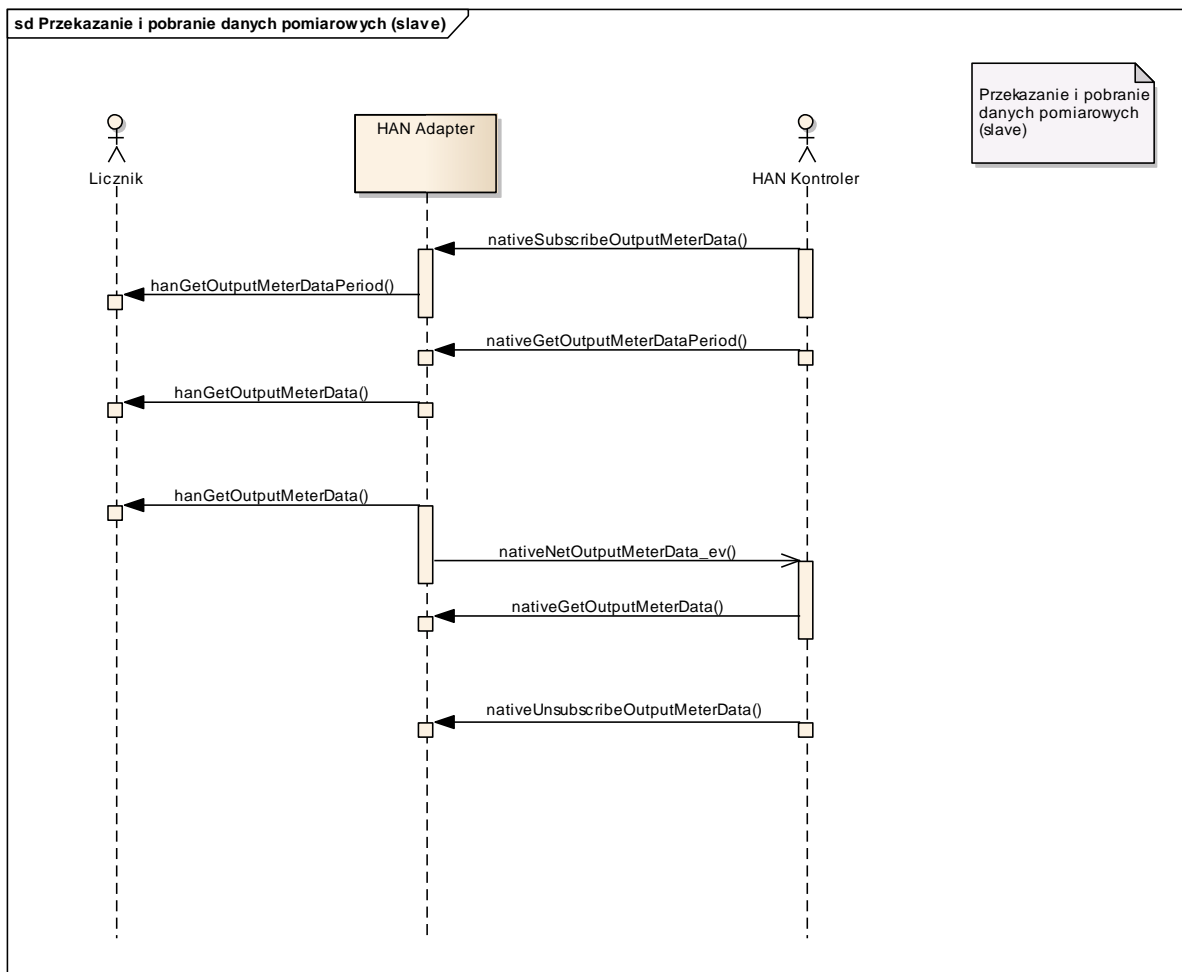 sd Przekazanie i pobranie danych pomiarowych (slave)
Przekazanie i pobranie
danych pomiarowych
(slave)
Licznik
HAN Adapter
HAN Kontroler
nativeSubscribeOutputMeterData()
hanGetOutputMeterDataPeriod()
nativeGetOutputMeterDataPeriod()
hanGetOutputMeterData()
hanGetOutputMeterData()
nativeNetOutputMeterData_ev()
nativeGetOutputMeterData()
nativeUnsubscribeOutputMeterData()